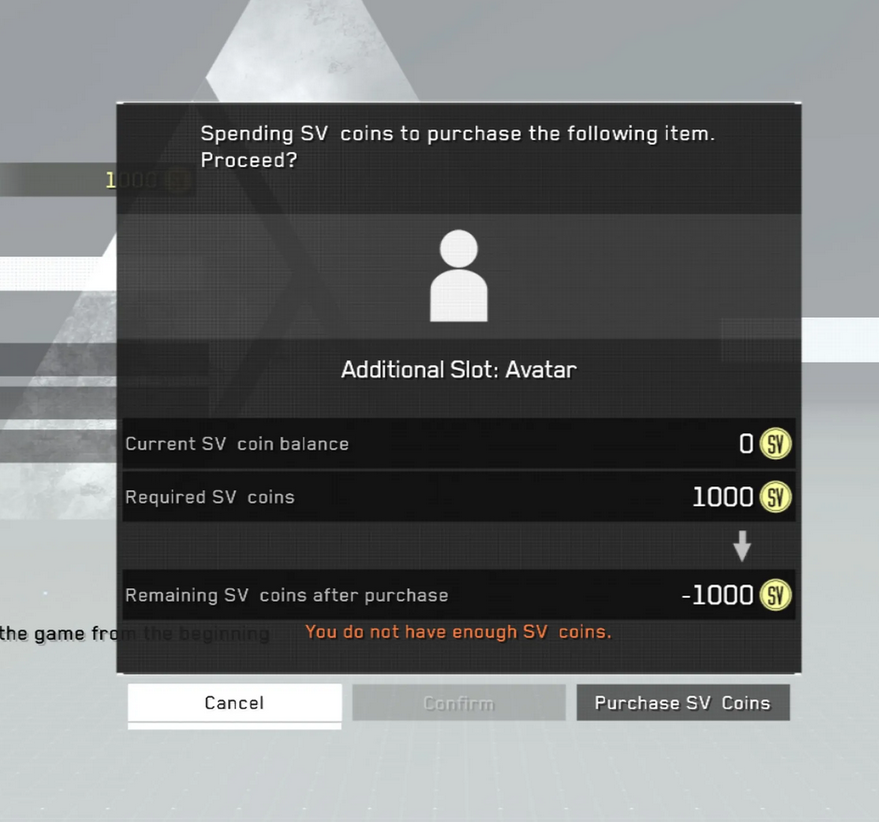 Spending SV coins to purchase the following item.
Proceed?
1000
Additional Slot: Avatar
Current SV coin balance
0 SV
Required SV coins
1000 SV
Remaining SV coins after purchase
-1000 SV
the game from the beginning
You do not have enough SV coins.
Cancel
Confirm
Purchase SV Coins